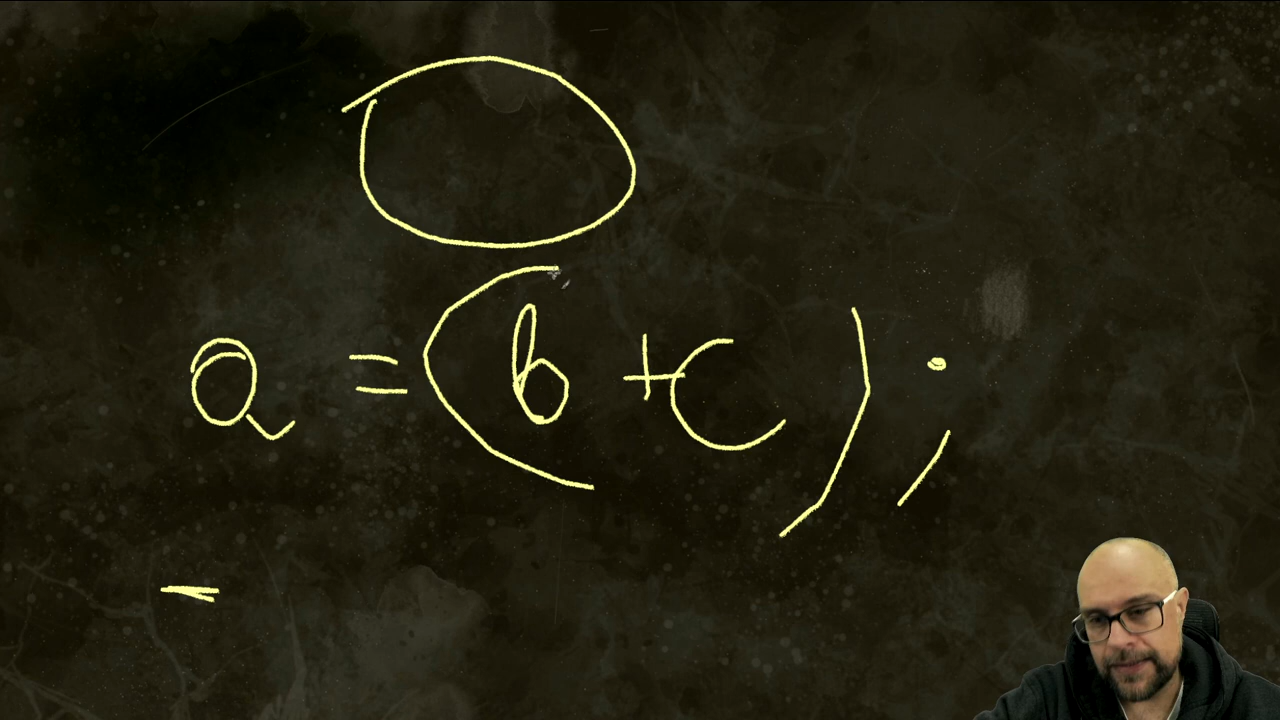 a = (b + c) ;